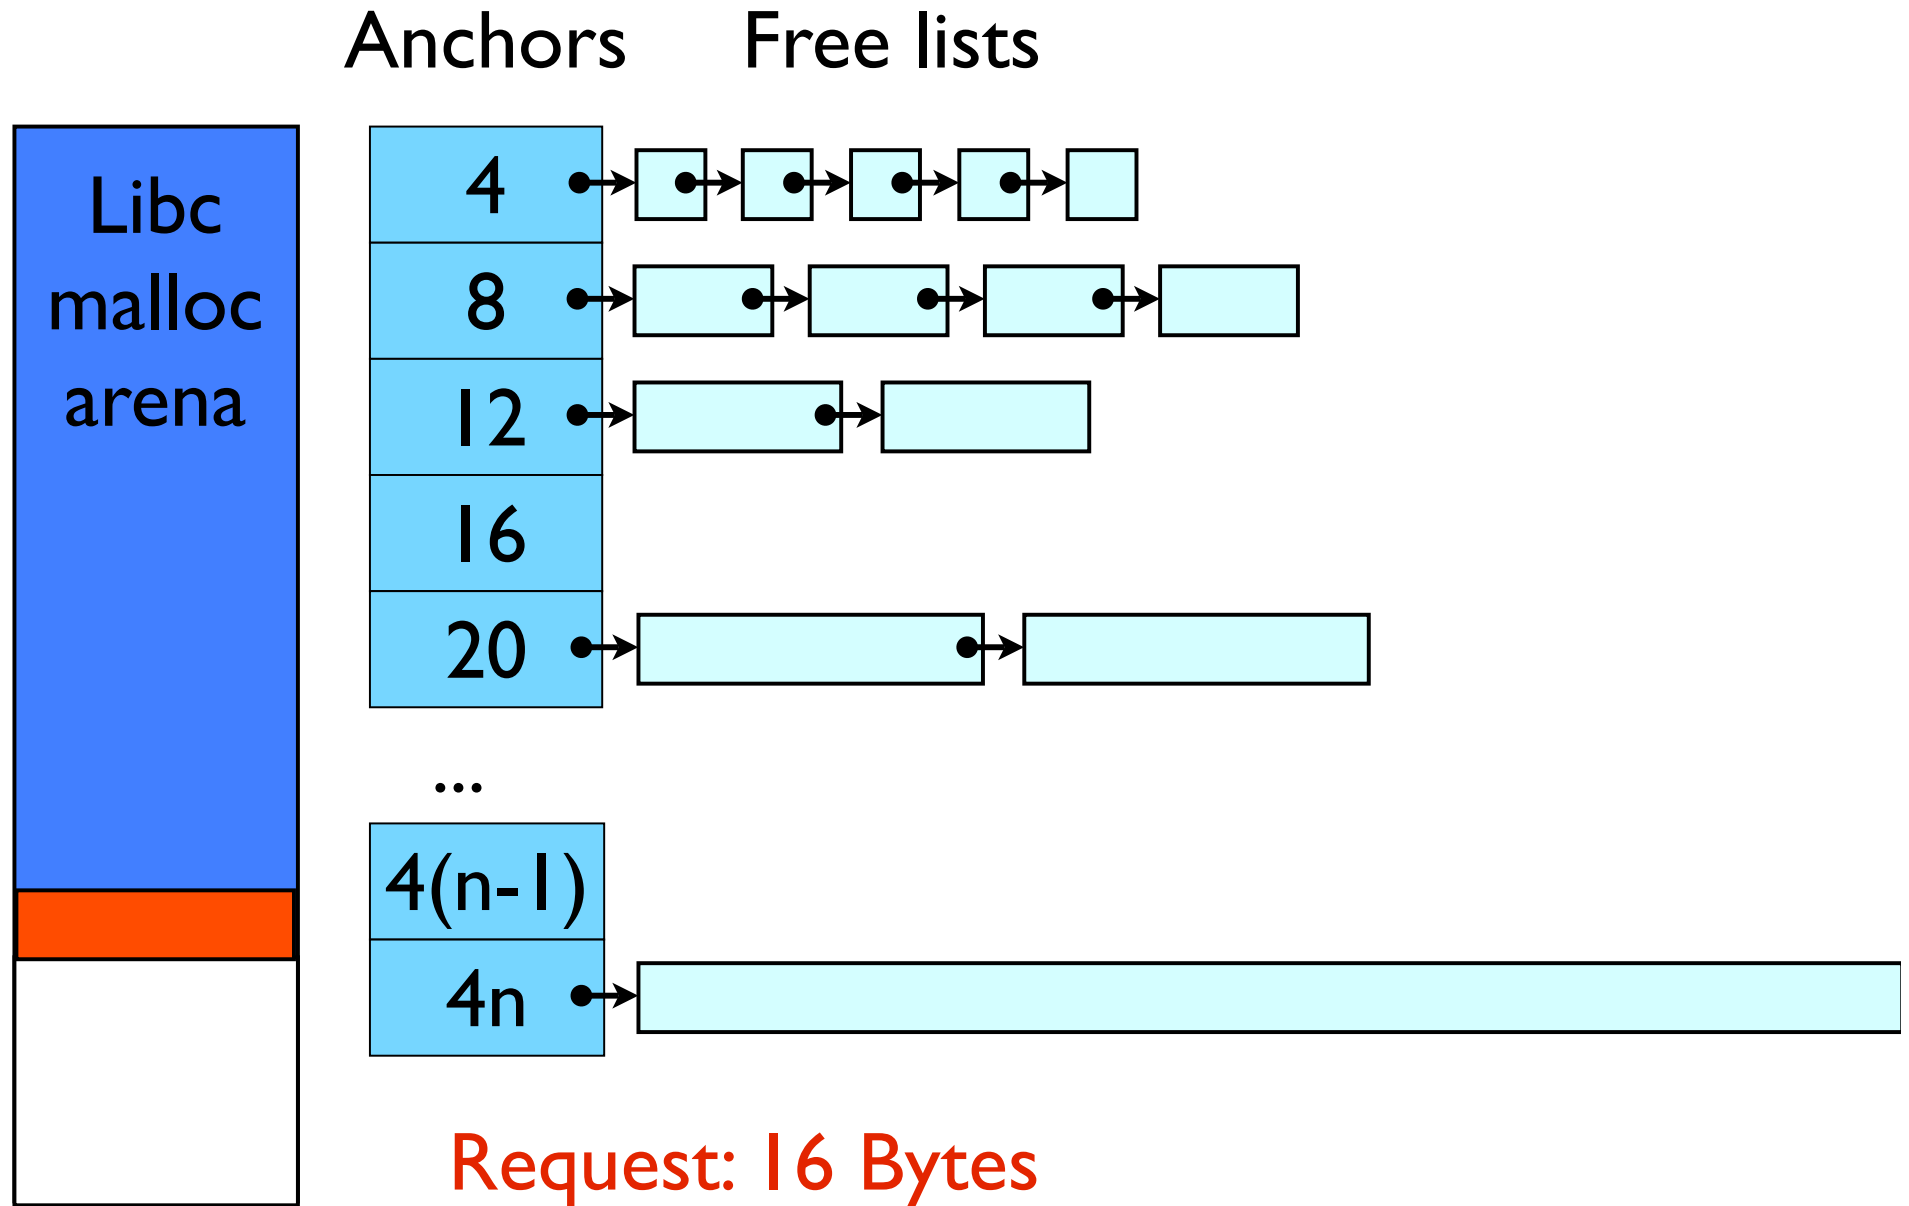 Anchors Free lists
Libc
malloc
arena
4
8
12
16
20
...
4(n-1)
4n
Request: 16 Bytes